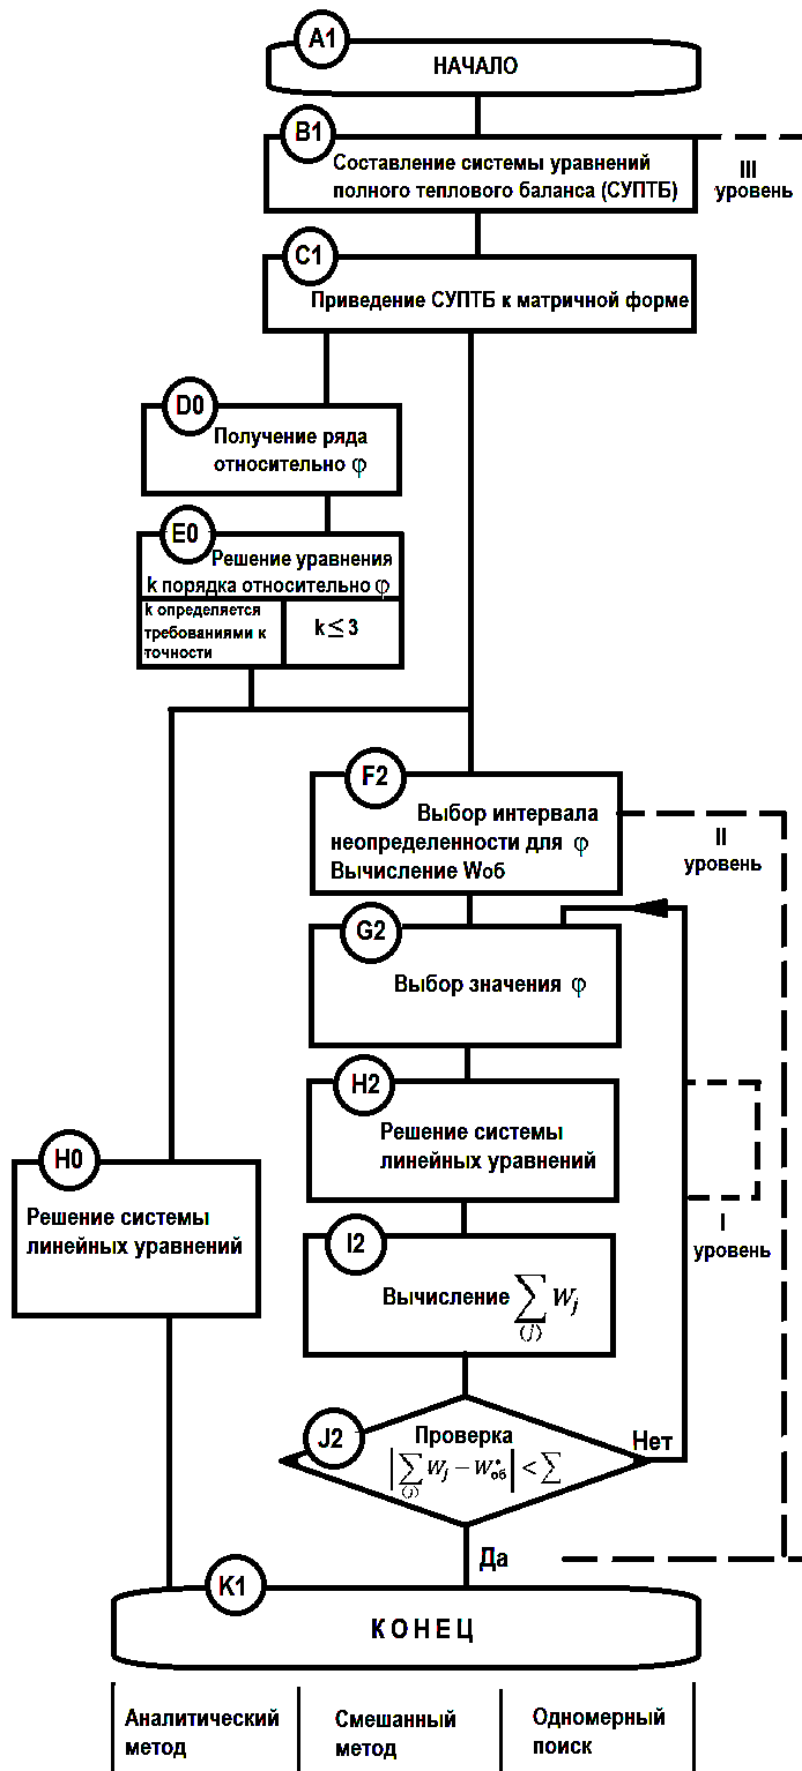 A1
НАЧАЛО
B1
Составление системы уравнений
полного теплового баланса (СУПТБ)
III
уровень
C1
Приведение СУПТБ к матричной форме
D0
Получение ряда
относительно φ
E0
Решение уравнения
k порядка относительно φ
k определяется
требованиями к
точности
k ≤ 3
F2
Выбор интервала
неопределенности для φ
Вычисление Wоб
II
уровень
G2
Выбор значения φ
H2
Решение системы
линейных уравнений
H0
Решение системы
линейных уравнений
I
уровень
I2
Вычисление ∑(j) Wj
J2
Проверка
|∑(j) Wj − W*об| < ∑
Нет
Да
K1
КОНЕЦ
Аналитический
метод
Смешанный
метод
Одномерный
поиск